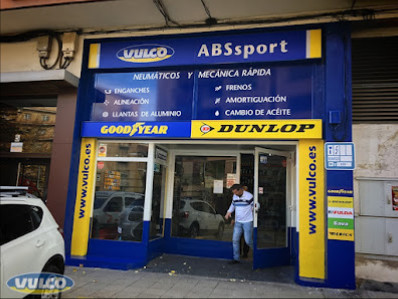 VULCO ABSsport
NEUMÁTICOS Y MECÁNICA RÁPIDA
ENGANCHES
FRENOS
ALINEACIÓN
AMORTIGUACIÓN
LLANTAS DE ALUMINIO
CAMBIO DE ACEITE
GOODYEAR DUNLOP
www.vulco.es
www.vulco.es
VULCO